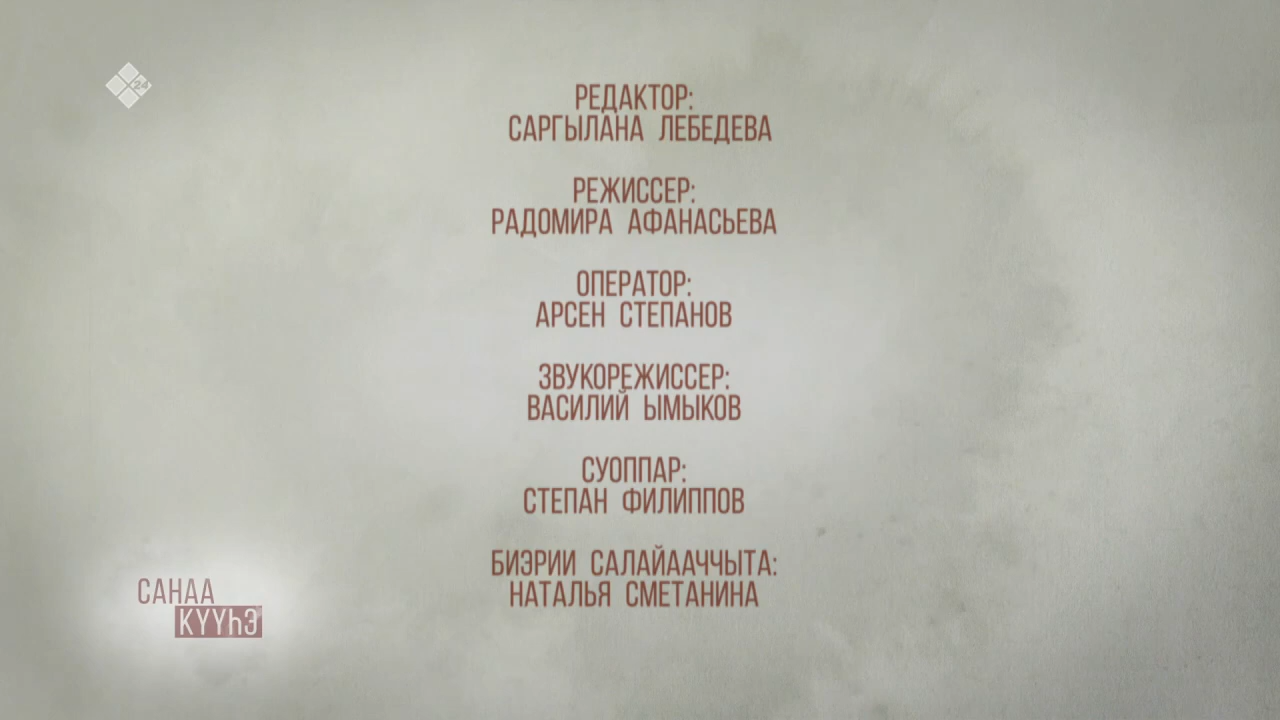 24
РЕДАКТОР:
САРГЫЛАНА ЛЕБЕДЕВА
РЕЖИССЕР:
РАДОМИРА АФАНАСЬЕВА
ОПЕРАТОР:
АРСЕН СТЕПАНОВ
ЗВУКОРЕЖИССЕР:
ВАСИЛИЙ ЫМЫКОВ
СУОППАР:
СТЕПАН ФИЛИППОВ
БИЭРИИ САЛАЙААЧЧЫТА:
НАТАЛЬЯ СМЕТАНИНА
САНАА
КҮҮһЭ